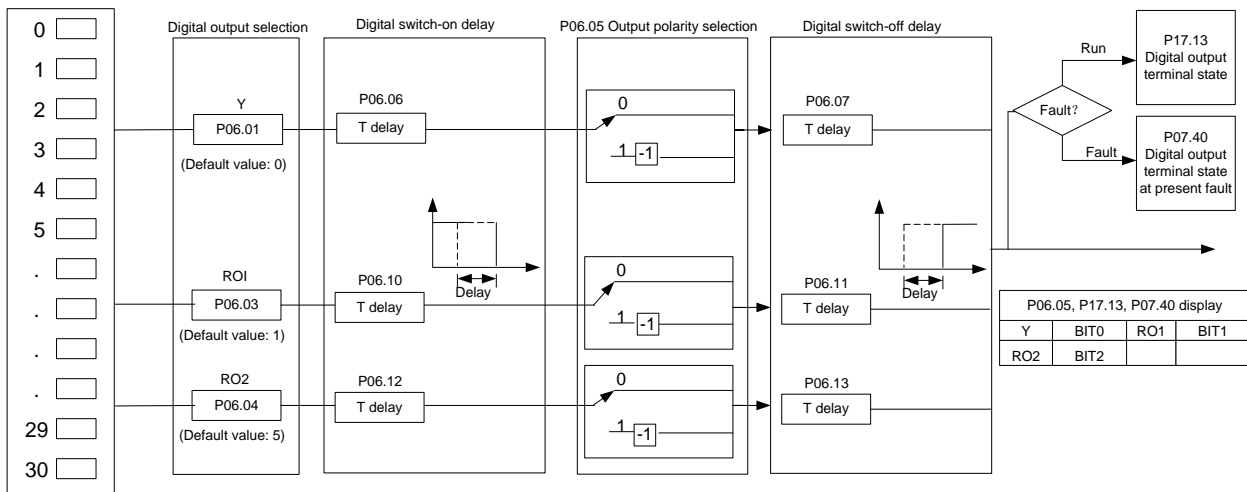 0
1
2
3
4
5
.
.
.
.
29
30
Digital output selection
Y
P06.01
(Default value: 0)
ROI
P06.03
(Default value: 1)
RO2
P06.04
(Default value: 5)
Digital switch-on delay
P06.06
T delay
Delay
P06.10
T delay
P06.12
T delay
P06.05 Output polarity selection
0
1 -1
0
1 -1
0
1 -1
Digital switch-off delay
P06.07
T delay
Delay
P06.11
T delay
P06.13
T delay
Run
Fault?
Fault
P17.13
Digital output
terminal state
P07.40
Digital output
terminal state
at present fault
P06.05, P17.13, P07.40 display
Y BIT0 RO1 BIT1
RO2 BIT2